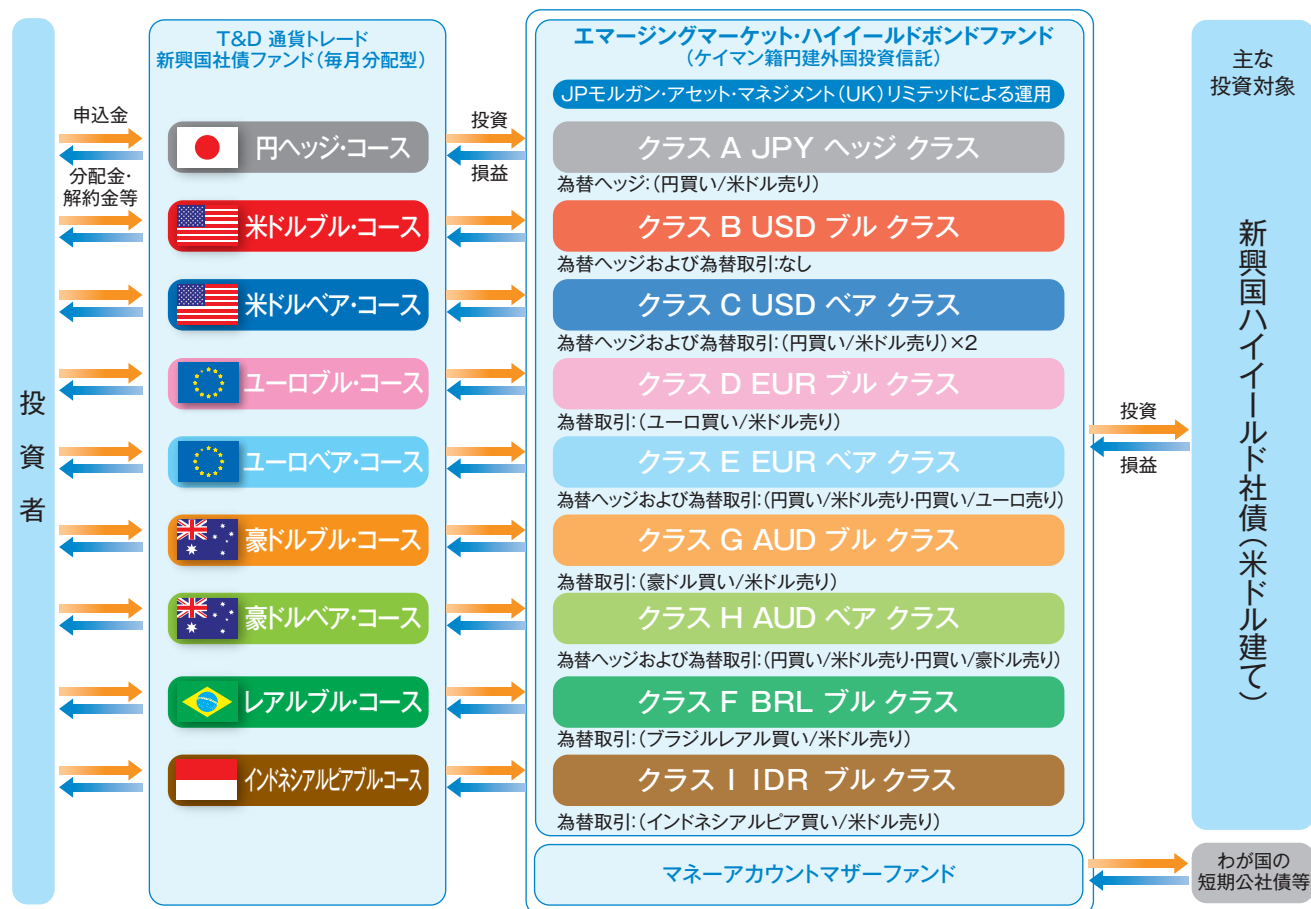 投資者
申込金
分配金・
解約金等
T&D 通貨トレード
新興国社債ファンド(毎月分配型)
円ヘッジ・コース
米ドルブル・コース
米ドルベア・コース
ユーロブル・コース
ユーロベア・コース
豪ドルブル・コース
豪ドルベア・コース
レアルブル・コース
インドネシアルピアブル・コース
投資
損益
エマージングマーケット・ハイイールドボンドファンド
(ケイマン籍円建外国投資信託)
JPモルガン・アセット・マネジメント(UK)リミテッドによる運用
クラス A JPY ヘッジ クラス
為替ヘッジ:(円買い/米ドル売り)
クラス B USD ブル クラス
為替ヘッジおよび為替取引:なし
クラス C USD ベア クラス
為替ヘッジおよび為替取引:(円買い/米ドル売り)×2
クラス D EUR ブル クラス
為替取引:(ユーロ買い/米ドル売り)
クラス E EUR ベア クラス
為替ヘッジおよび為替取引:(円買い/米ドル売り・円買い/ユーロ売り)
クラス G AUD ブル クラス
為替取引:(豪ドル買い/米ドル売り)
クラス H AUD ベア クラス
為替ヘッジおよび為替取引:(円買い/米ドル売り・円買い/豪ドル売り)
クラス F BRL ブル クラス
為替取引:(ブラジルレアル買い/米ドル売り)
クラス I IDR ブル クラス
為替取引:(インドネシアルピア買い/米ドル売り)
マネーアカウントマザーファンド
投資
損益
主な
投資対象
新興国ハイイールド社債(米ドル建て)
わが国の
短期公社債等